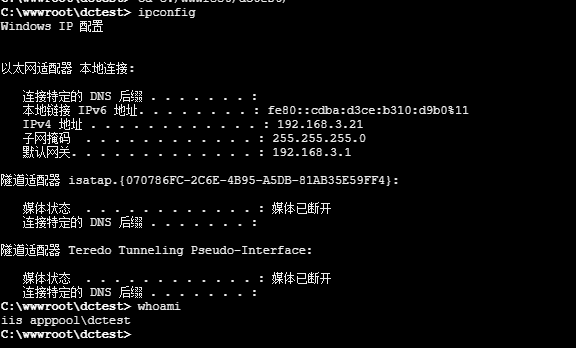 C:\wwwroot\dctest> ipconfig
Windows IP 配置
以太网适配器 本地连接:
连接特定的 DNS 后缀 . . . . . . . :
本地链接 IPv6 地址. . . . . . . . : fe80::cdba:d3ce:b310:d9b0%11
IPv4 地址 . . . . . . . . . . . . : 192.168.3.21
子网掩码  . . . . . . . . . . . . : 255.255.255.0
默认网关. . . . . . . . . . . . . : 192.168.3.1
隧道适配器 isatap.{070786FC-2C6E-4B95-A5DB-81AB35E59FF4}:
媒体状态  . . . . . . . . . . . . : 媒体已断开
连接特定的 DNS 后缀 . . . . . . . :
隧道适配器 Teredo Tunneling Pseudo-Interface:
媒体状态  . . . . . . . . . . . . : 媒体已断开
连接特定的 DNS 后缀 . . . . . . . :
C:\wwwroot\dctest> whoami
iis apppool\dctest
C:\wwwroot\dctest>